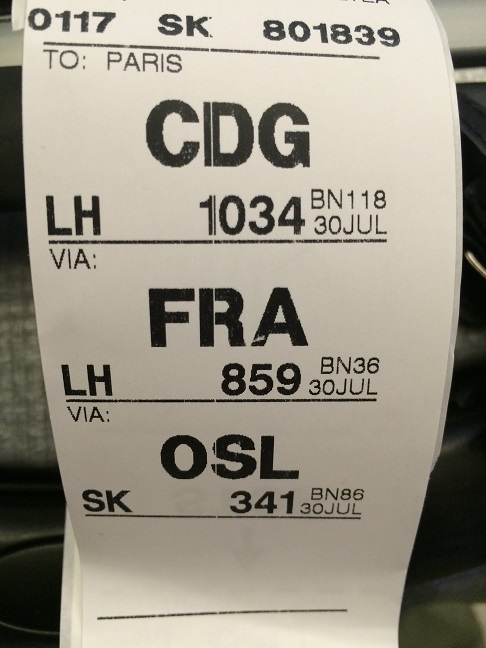 0117 SK 801839
TO: PARIS
CDG
LH 1034 BN118 30JUL
VIA:
FRA
LH 859 BN36 30JUL
VIA:
OSL
SK 341 BN86 30JUL